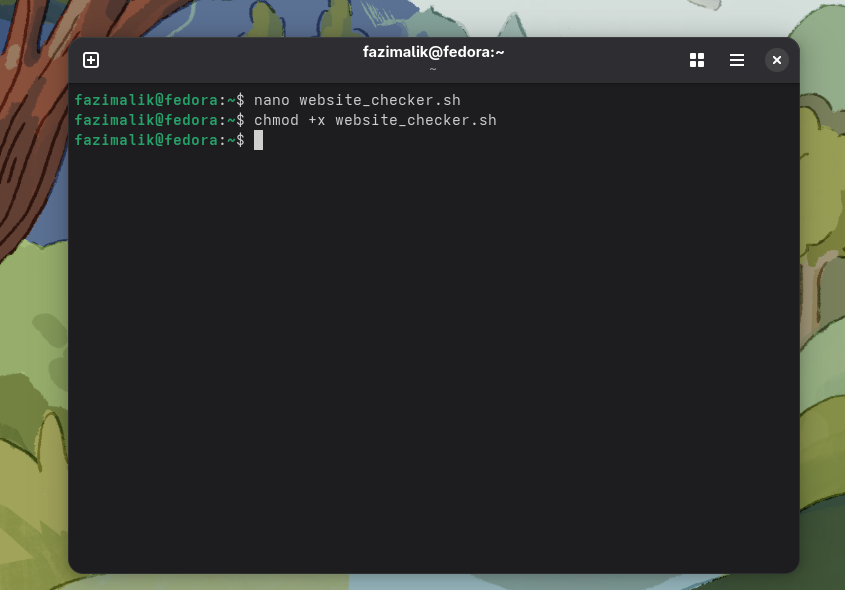 fazimalik@fedora:~
~
fazimalik@fedora:~$ nano website_checker.sh
fazimalik@fedora:~$ chmod +x website_checker.sh
fazimalik@fedora:~$